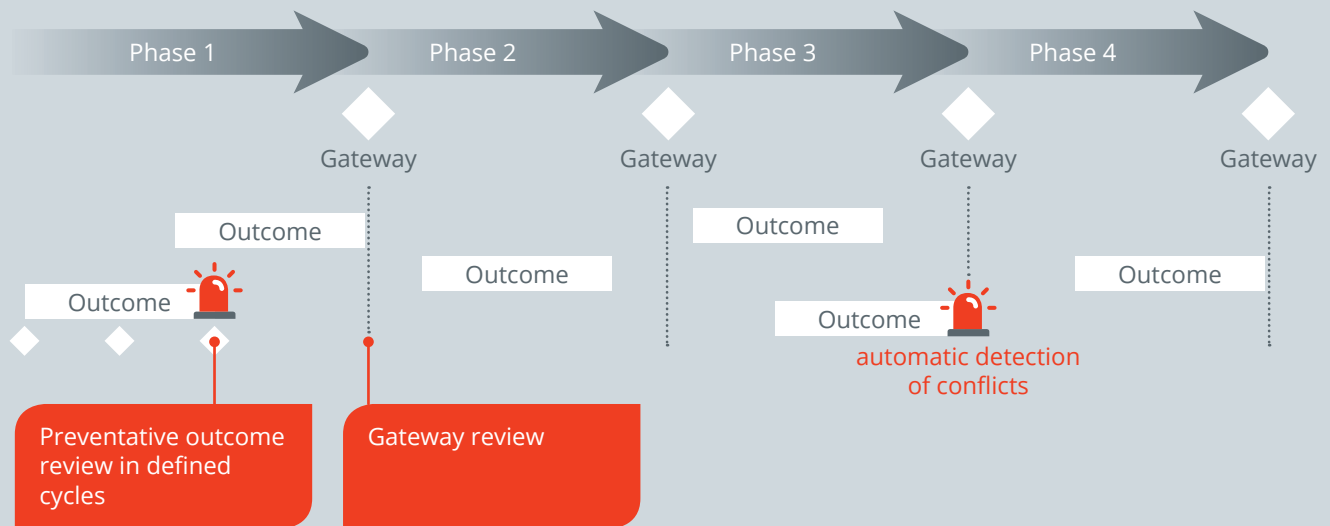 Phase 1
Phase 2
Phase 3
Phase 4
Gateway
Gateway
Gateway
Gateway
Outcome
Outcome
Outcome
Outcome
Outcome
Outcome
automatic detection
of conflicts
Preventative outcome
review in defined
cycles
Gateway review